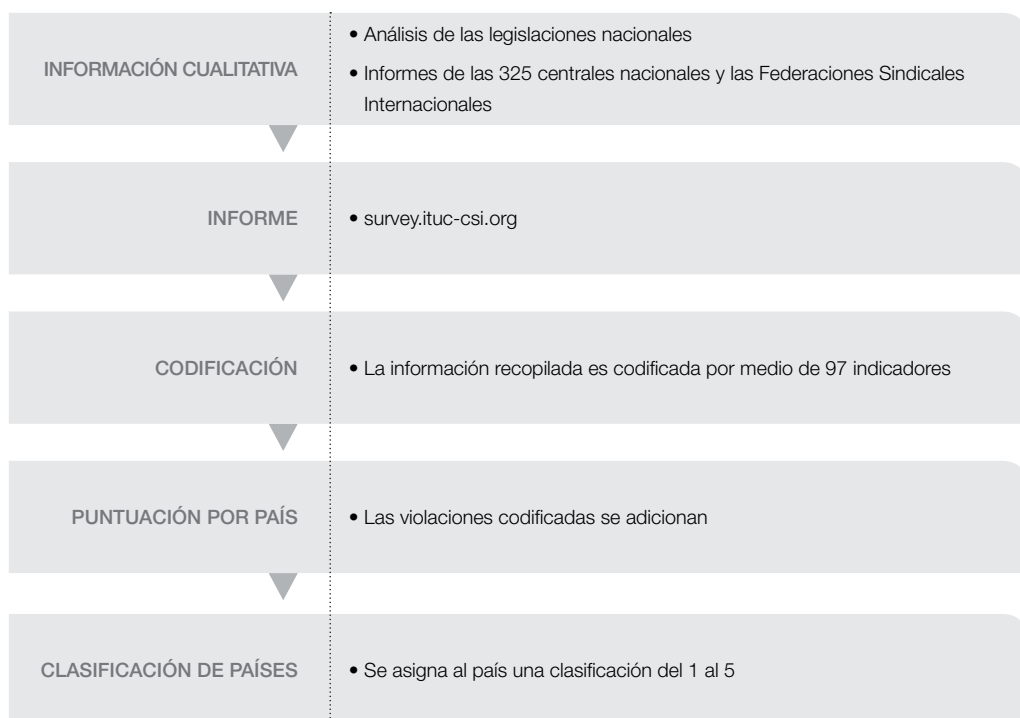 INFORMACIÓN CUALITATIVA
• Análisis de las legislaciones nacionales
• Informes de las 325 centrales nacionales y las Federaciones Sindicales
Internacionales
INFORME
• survey.ituc-csi.org
CODIFICACIÓN
• La información recopilada es codificada por medio de 97 indicadores
PUNTUACIÓN POR PAÍS
• Las violaciones codificadas se adicionan
CLASIFICACIÓN DE PAÍSES
• Se asigna al país una clasificación del 1 al 5